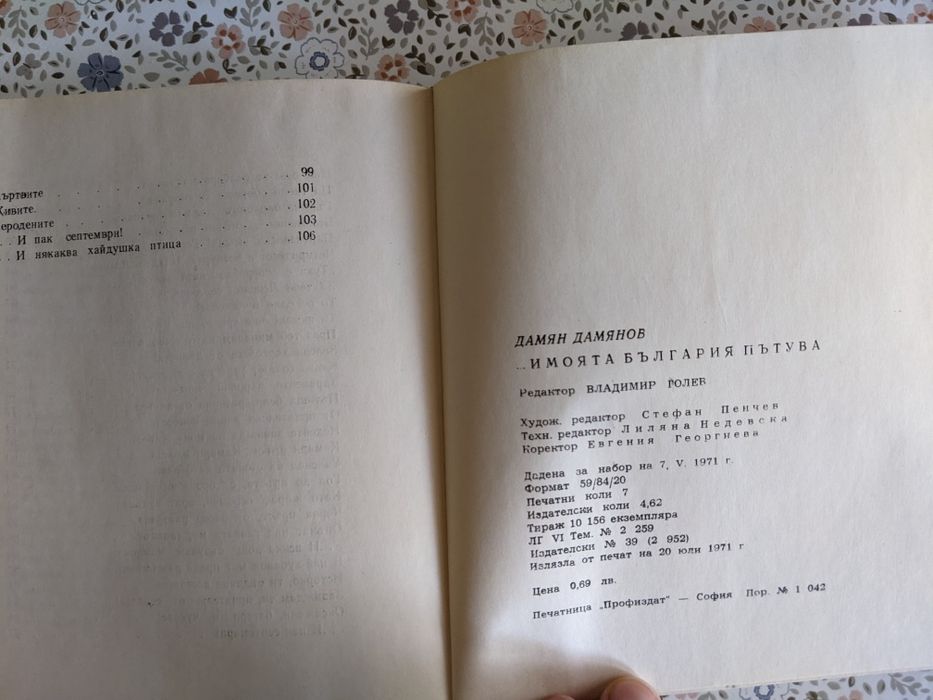 . . . . 99
ъртвите . . . . 101
Живите. . . . . 102
еродените . . . . 103
. . И пак септември! . . . . 106
. . И някаква хайдушка птица . . . .
ДАМЯН ДАМЯНОВ
... И МОЯТА БЪЛГАРИЯ ПЪТУВА
Редактор ВЛАДИМИР ГОЛЕВ
Худож. редактор Стефан Пенчев
Техн. редактор Лиляна Недевска
Коректор Евгения Георгиева
Дадена за набор на 7, V. 1971 г.
Формат 59/84/20
Печатни коли 7
Издателски коли 4,62
Тираж 10 156 екземпляра
ЛГ VI Тем. № 2 259
Издателски № 39 (2 952)
Излязла от печат на 20 юли 1971 г
Цена 0,69 лв.
Печатница „Профиздат" — София Пор. № 1 042